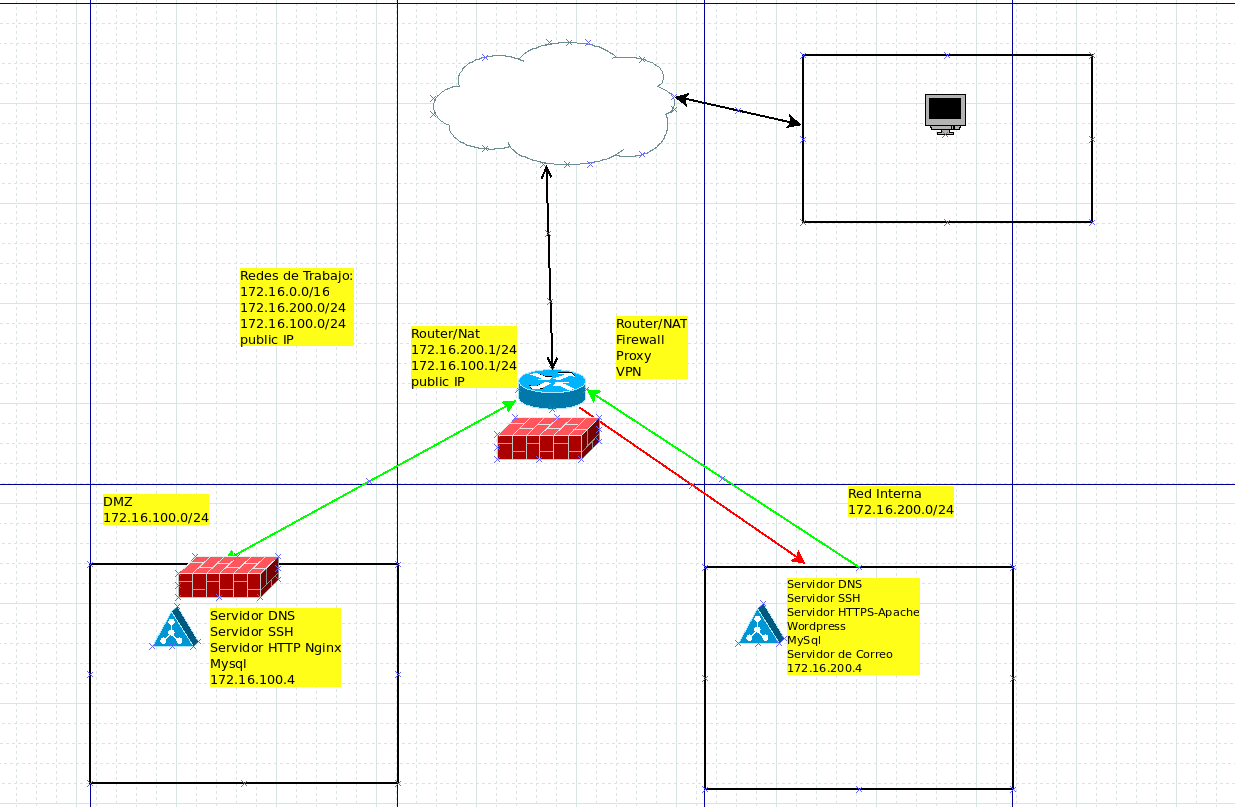 Redes de Trabajo:
172.16.0.0/16
172.16.200.0/24
172.16.100.0/24
public IP
Router/Nat
172.16.200.1/24
172.16.100.1/24
public IP
Router/NAT
Firewall
Proxy
VPN
DMZ
172.16.100.0/24
Red Interna
172.16.200.0/24
Servidor DNS
Servidor SSH
Servidor HTTP Nginx
Mysql
172.16.100.4
Servidor DNS
Servidor SSH
Servidor HTTPS-Apache
Wordpress
MySql
Servidor de Correo
172.16.200.4